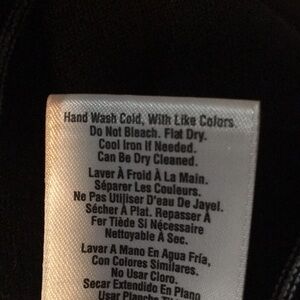 Hand Wash Cold, With Like Colors.
Do Not Bleach. Flat Dry.
Cool Iron If Needed.
Can Be Dry Cleaned.
Laver À Froid À La Main.
Séparer Les Couleurs.
Ne Pas Utiliser D'eau De Javel.
Sécher À Plat. Repasser À
Fer Tiède Si Nécessaire
Nettoyable À Sec.
Lavar A Mano En Agua Fría,
Con Colores Similares.
No Usar Cloro.
Secar Extendido En Plano
Usar Plancha